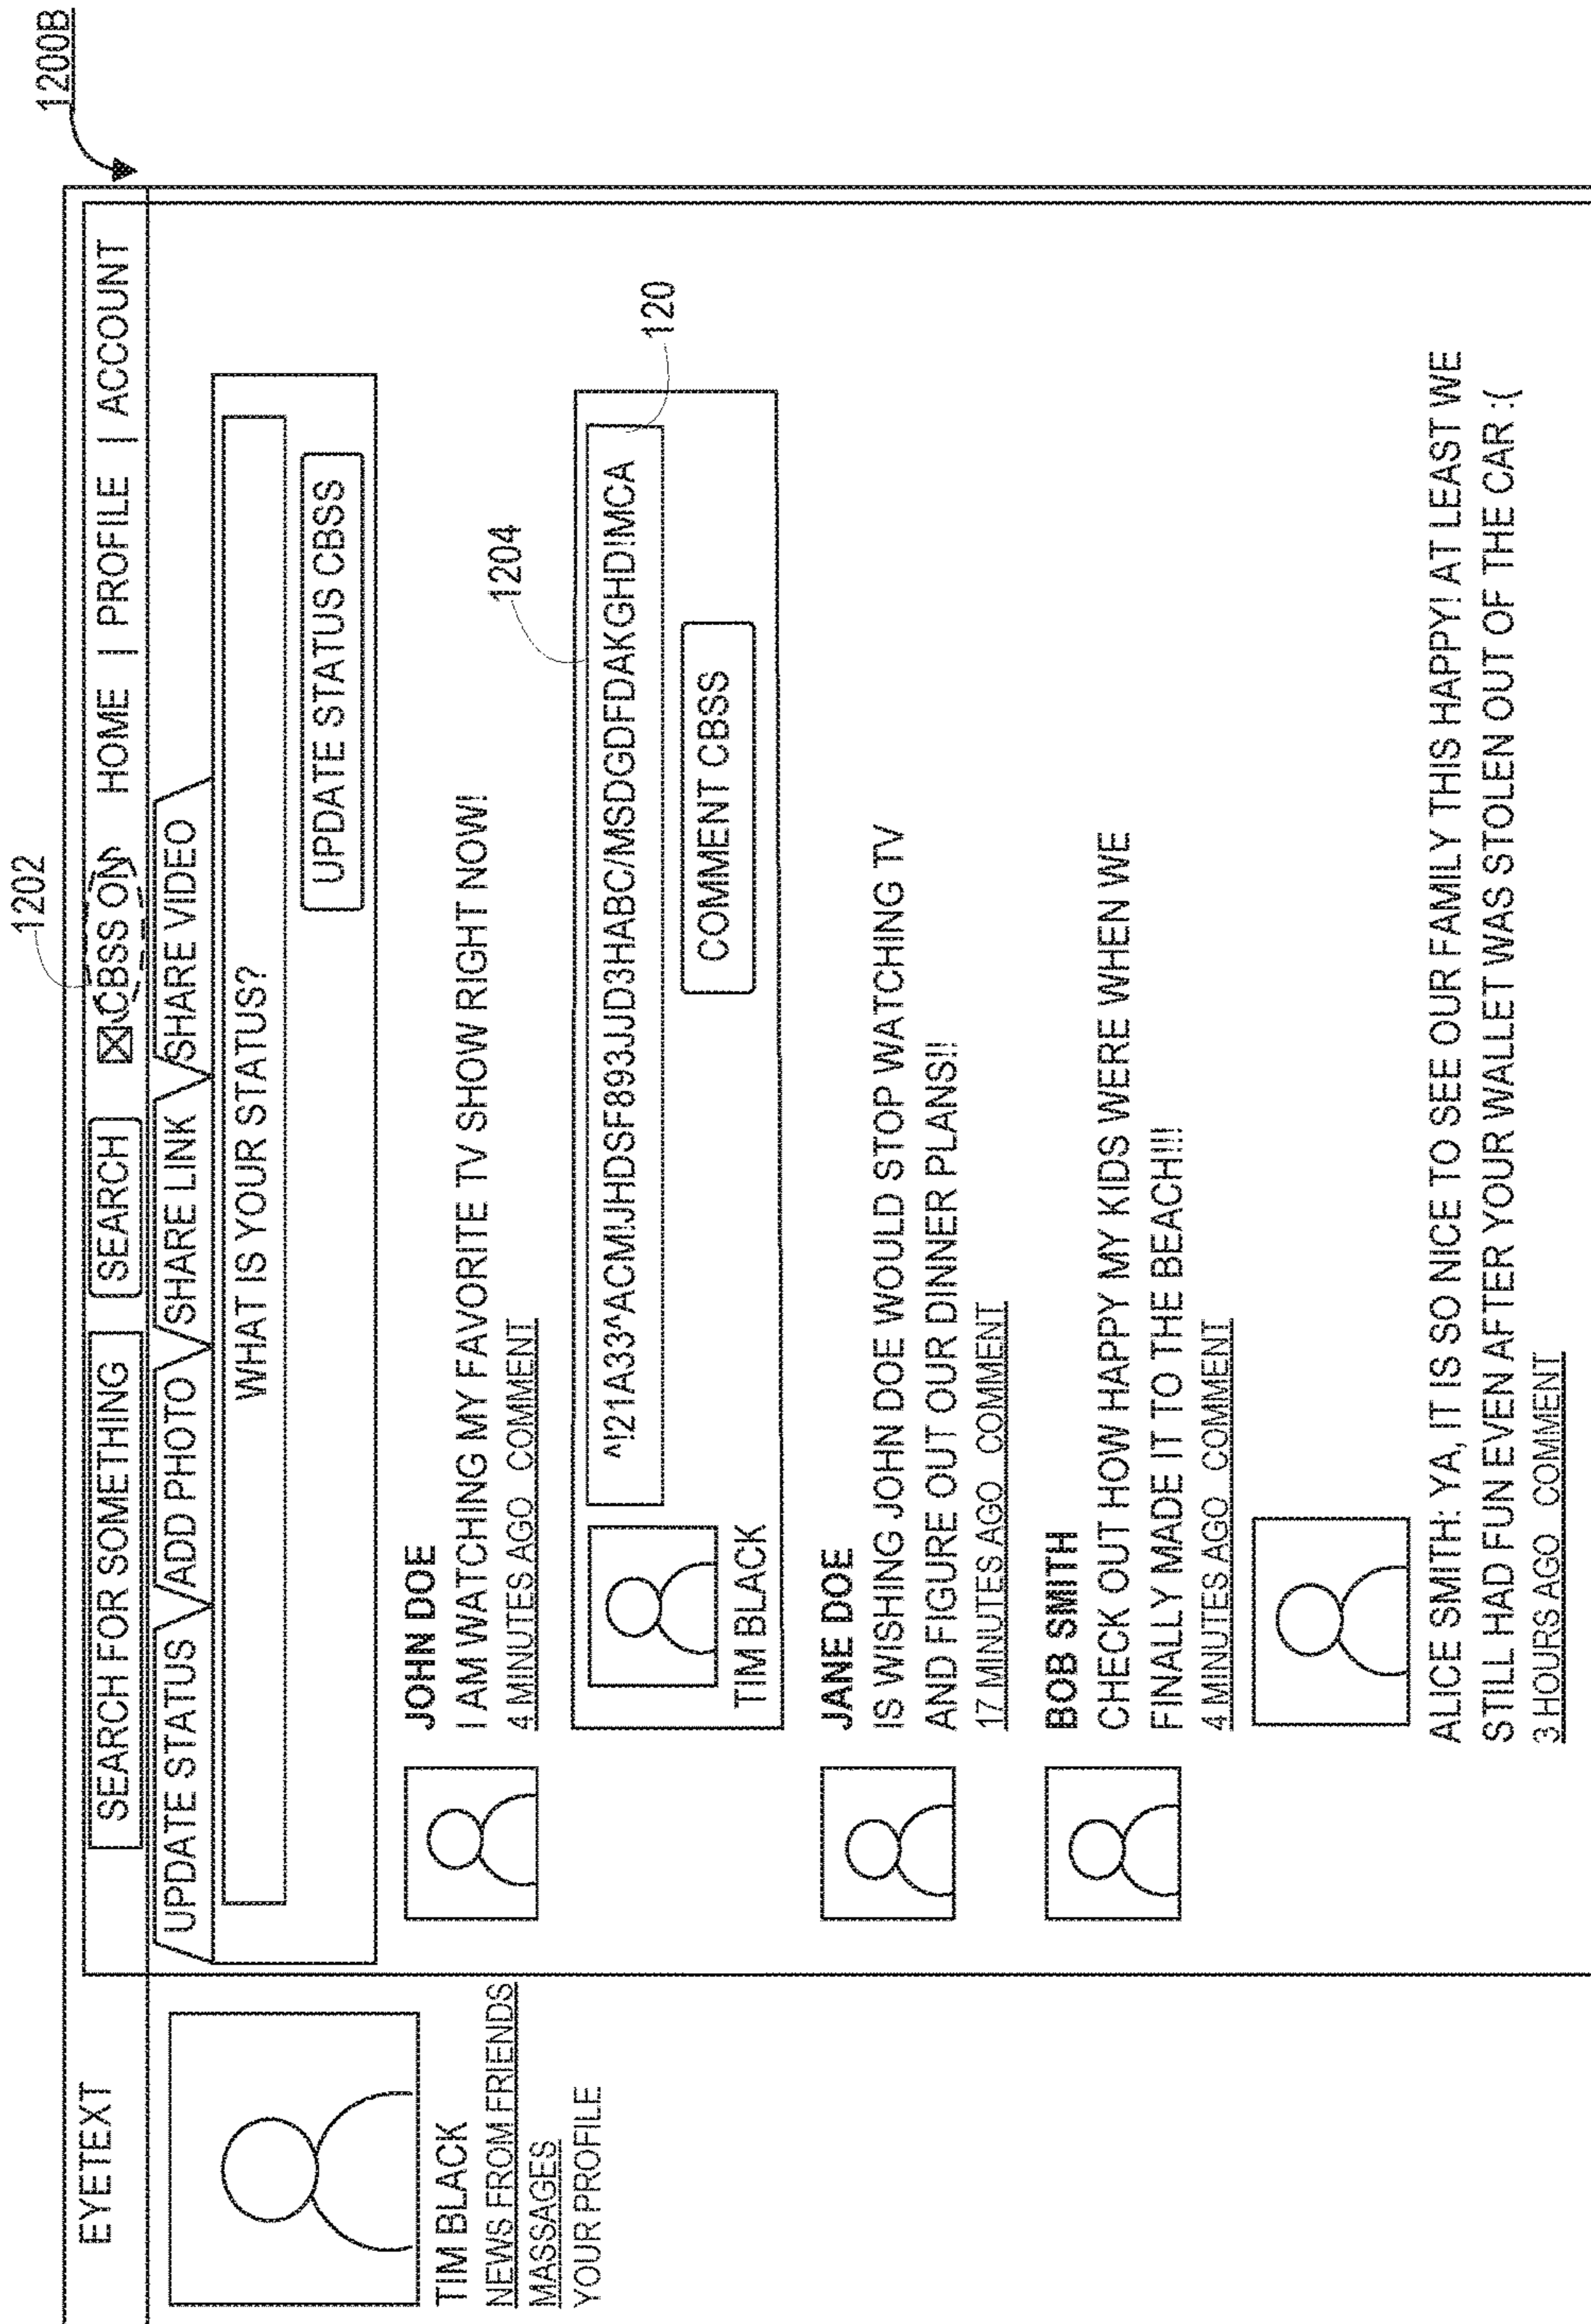 1200B
1202
EYETEXT
SEARCH FOR SOMETHING SEARCH CBSS ON HOME | PROFILE | ACCOUNT
UPDATE STATUS ADD PHOTO SHARE LINK SHARE VIDEO
WHAT IS YOUR STATUS?
UPDATE STATUS CBSS
TIM BLACK
NEWS FROM FRIENDS
MASSAGES
YOUR PROFILE
JOHN DOE
I AM WATCHING MY FAVORITE TV SHOW RIGHT NOW!
4 MINUTES AGO COMMENT
1204
120
^!21A33^ACM!JHDSF893JJD3HABC/MSDGDFDAKGHD!MCA
TIM BLACK
COMMENT CBSS
JANE DOE
IS WISHING JOHN DOE WOULD STOP WATCHING TV
AND FIGURE OUT OUR DINNER PLANS!!
17 MINUTES AGO COMMENT
BOB SMITH
CHECK OUT HOW HAPPY MY KIDS WERE WHEN WE
FINALLY MADE IT TO THE BEACH!!!
4 MINUTES AGO COMMENT
ALICE SMITH: YA, IT IS SO NICE TO SEE OUR FAMILY THIS HAPPY! AT LEAST WE
STILL HAD FUN EVEN AFTER YOUR WALLET WAS STOLEN OUT OF THE CAR :(
3 HOURS AGO COMMENT